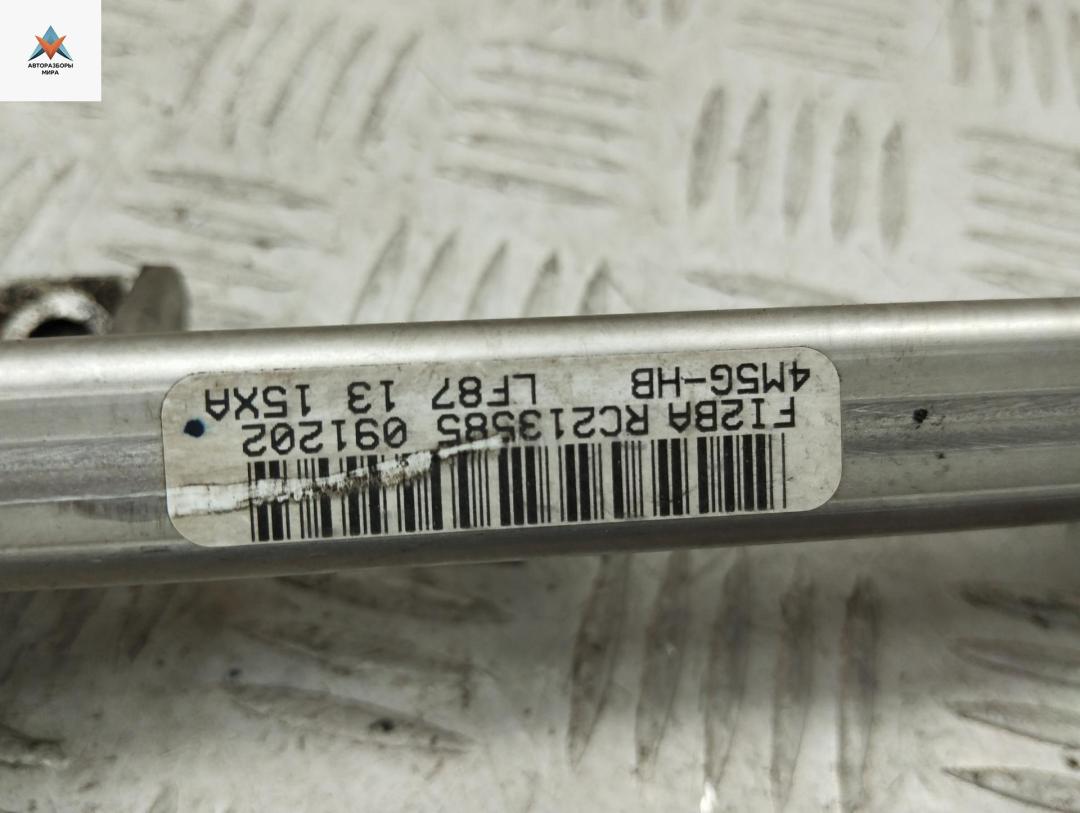 АВТОРАЗБОРЫ
МИРА
4M5G-HB LF87 13 15XA
FI2BA RC213585 091202